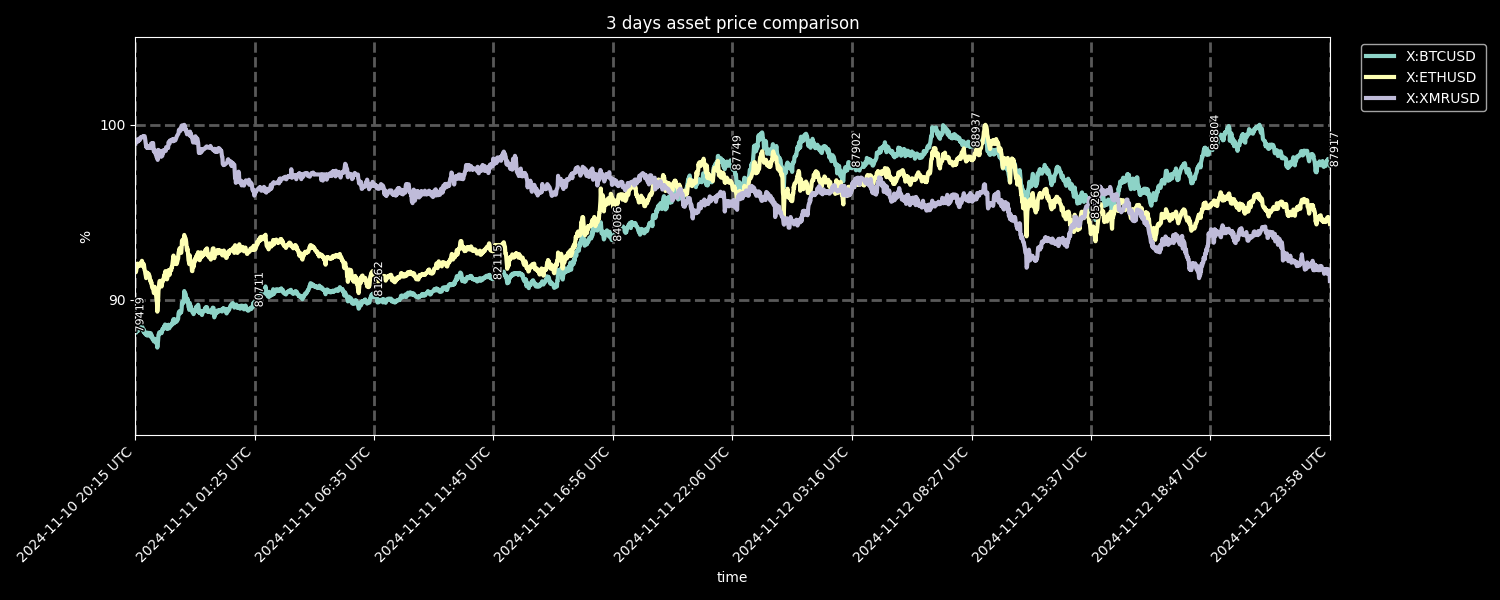 3 days asset price comparison
X:BTCUSD
X:ETHUSD
X:XMRUSD
100
90
%
79419
80711
81262
82115
84086
87749
87902
88937
85260
88804
87917
2024-11-10 20:15 UTC
2024-11-11 01:25 UTC
2024-11-11 06:35 UTC
2024-11-11 11:45 UTC
2024-11-11 16:56 UTC
2024-11-11 22:06 UTC
2024-11-12 03:16 UTC
2024-11-12 08:27 UTC
2024-11-12 13:37 UTC
2024-11-12 18:47 UTC
2024-11-12 23:58 UTC
time